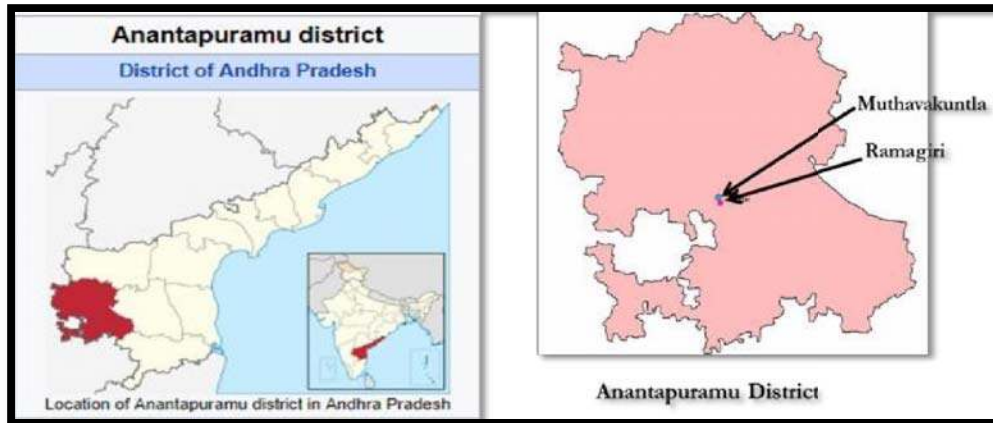 Anantapuramu district
District of Andhra Pradesh
Location of Anantapuramu district in Andhra Pradesh
Muthavakuntla
Ramagiri
Anantapuramu District